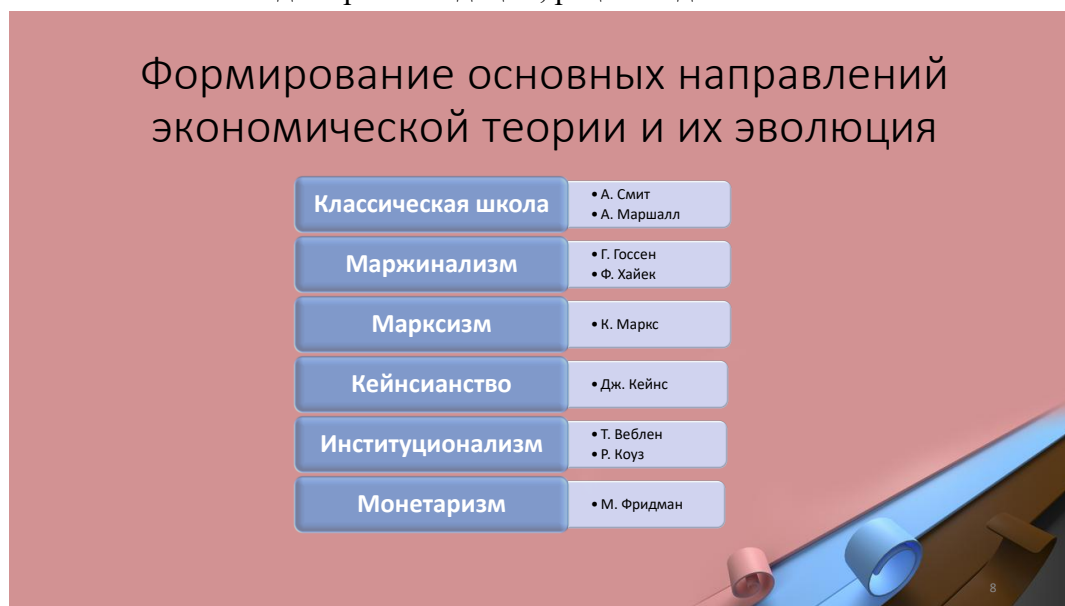 Формирование основных направлений
экономической теории и их эволюция
Классическая школа
• А. Смит
• А. Маршалл
Маржинализм
• Г. Госсен
• Ф. Хайек
Марксизм
• К. Маркс
Кейнсианство
• Дж. Кейнс
Институционализм
• Т. Веблен
• Р. Коуз
Монетаризм
• М. Фридман
8